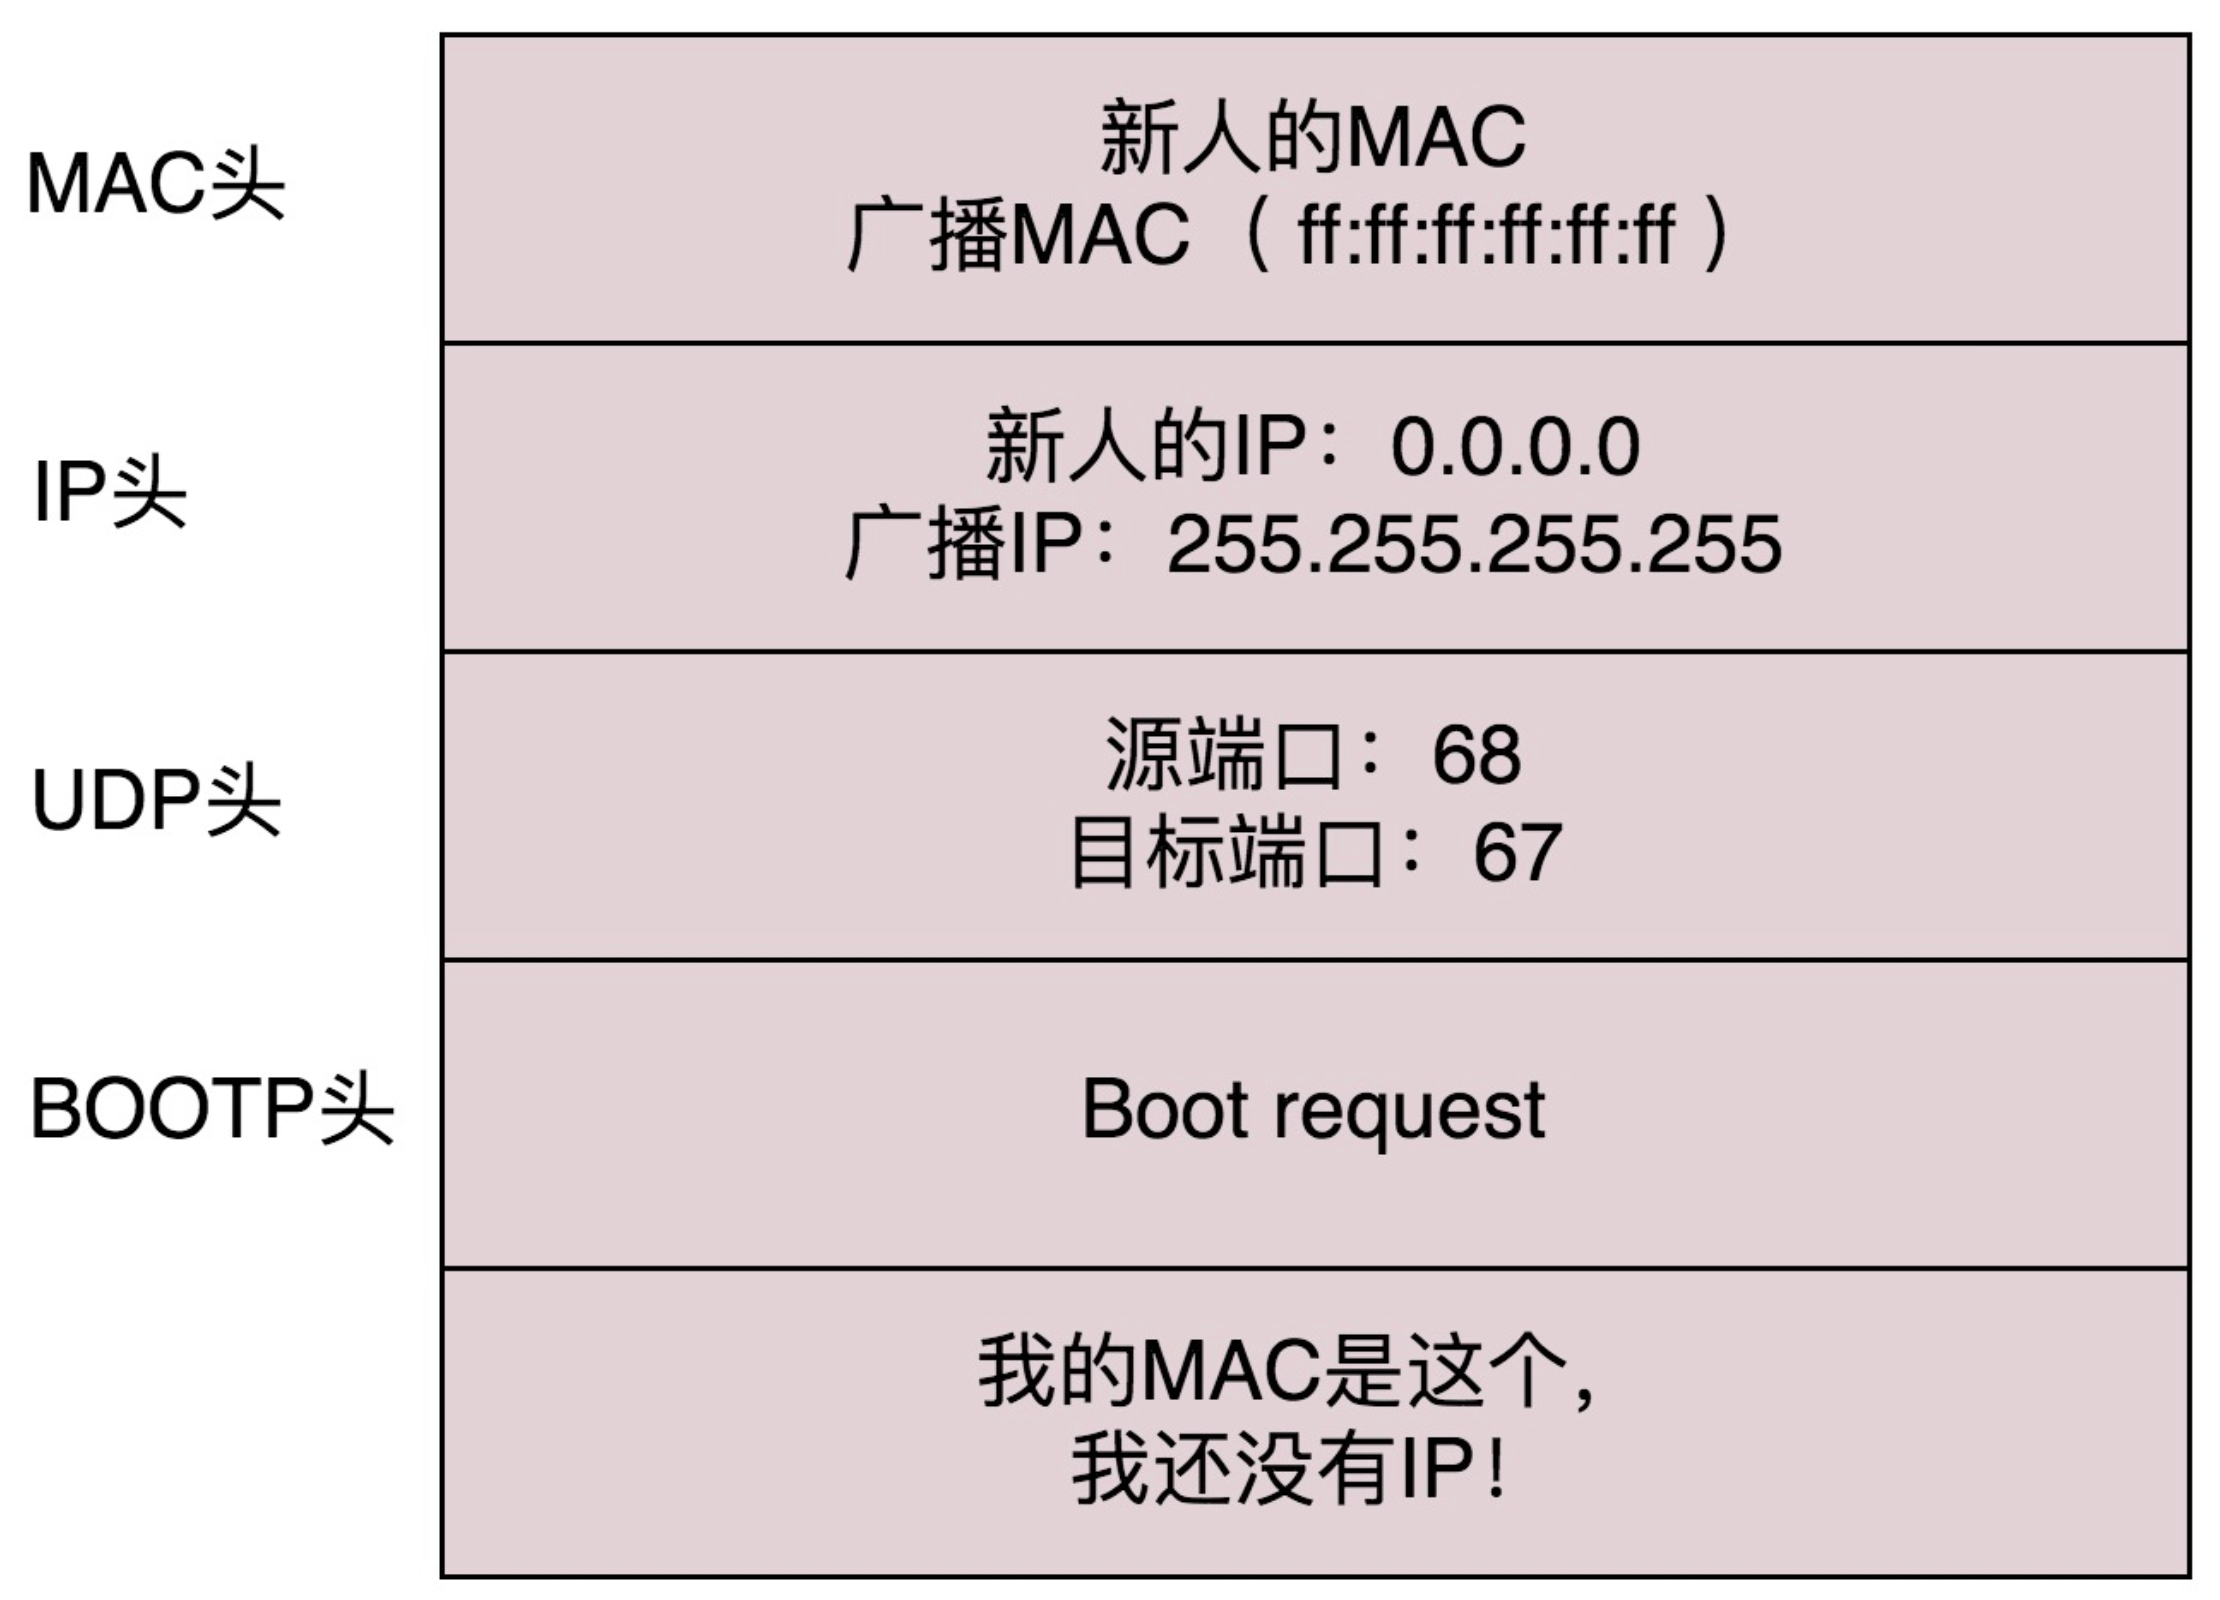 MAC头
新人的MAC
广播MAC（ff:ff:ff:ff:ff:ff）
IP头
新人的IP：0.0.0.0
广播IP：255.255.255.255
UDP头
源端口：68
目标端口：67
BOOTP头
Boot request
我的MAC是这个，
我还没有IP！